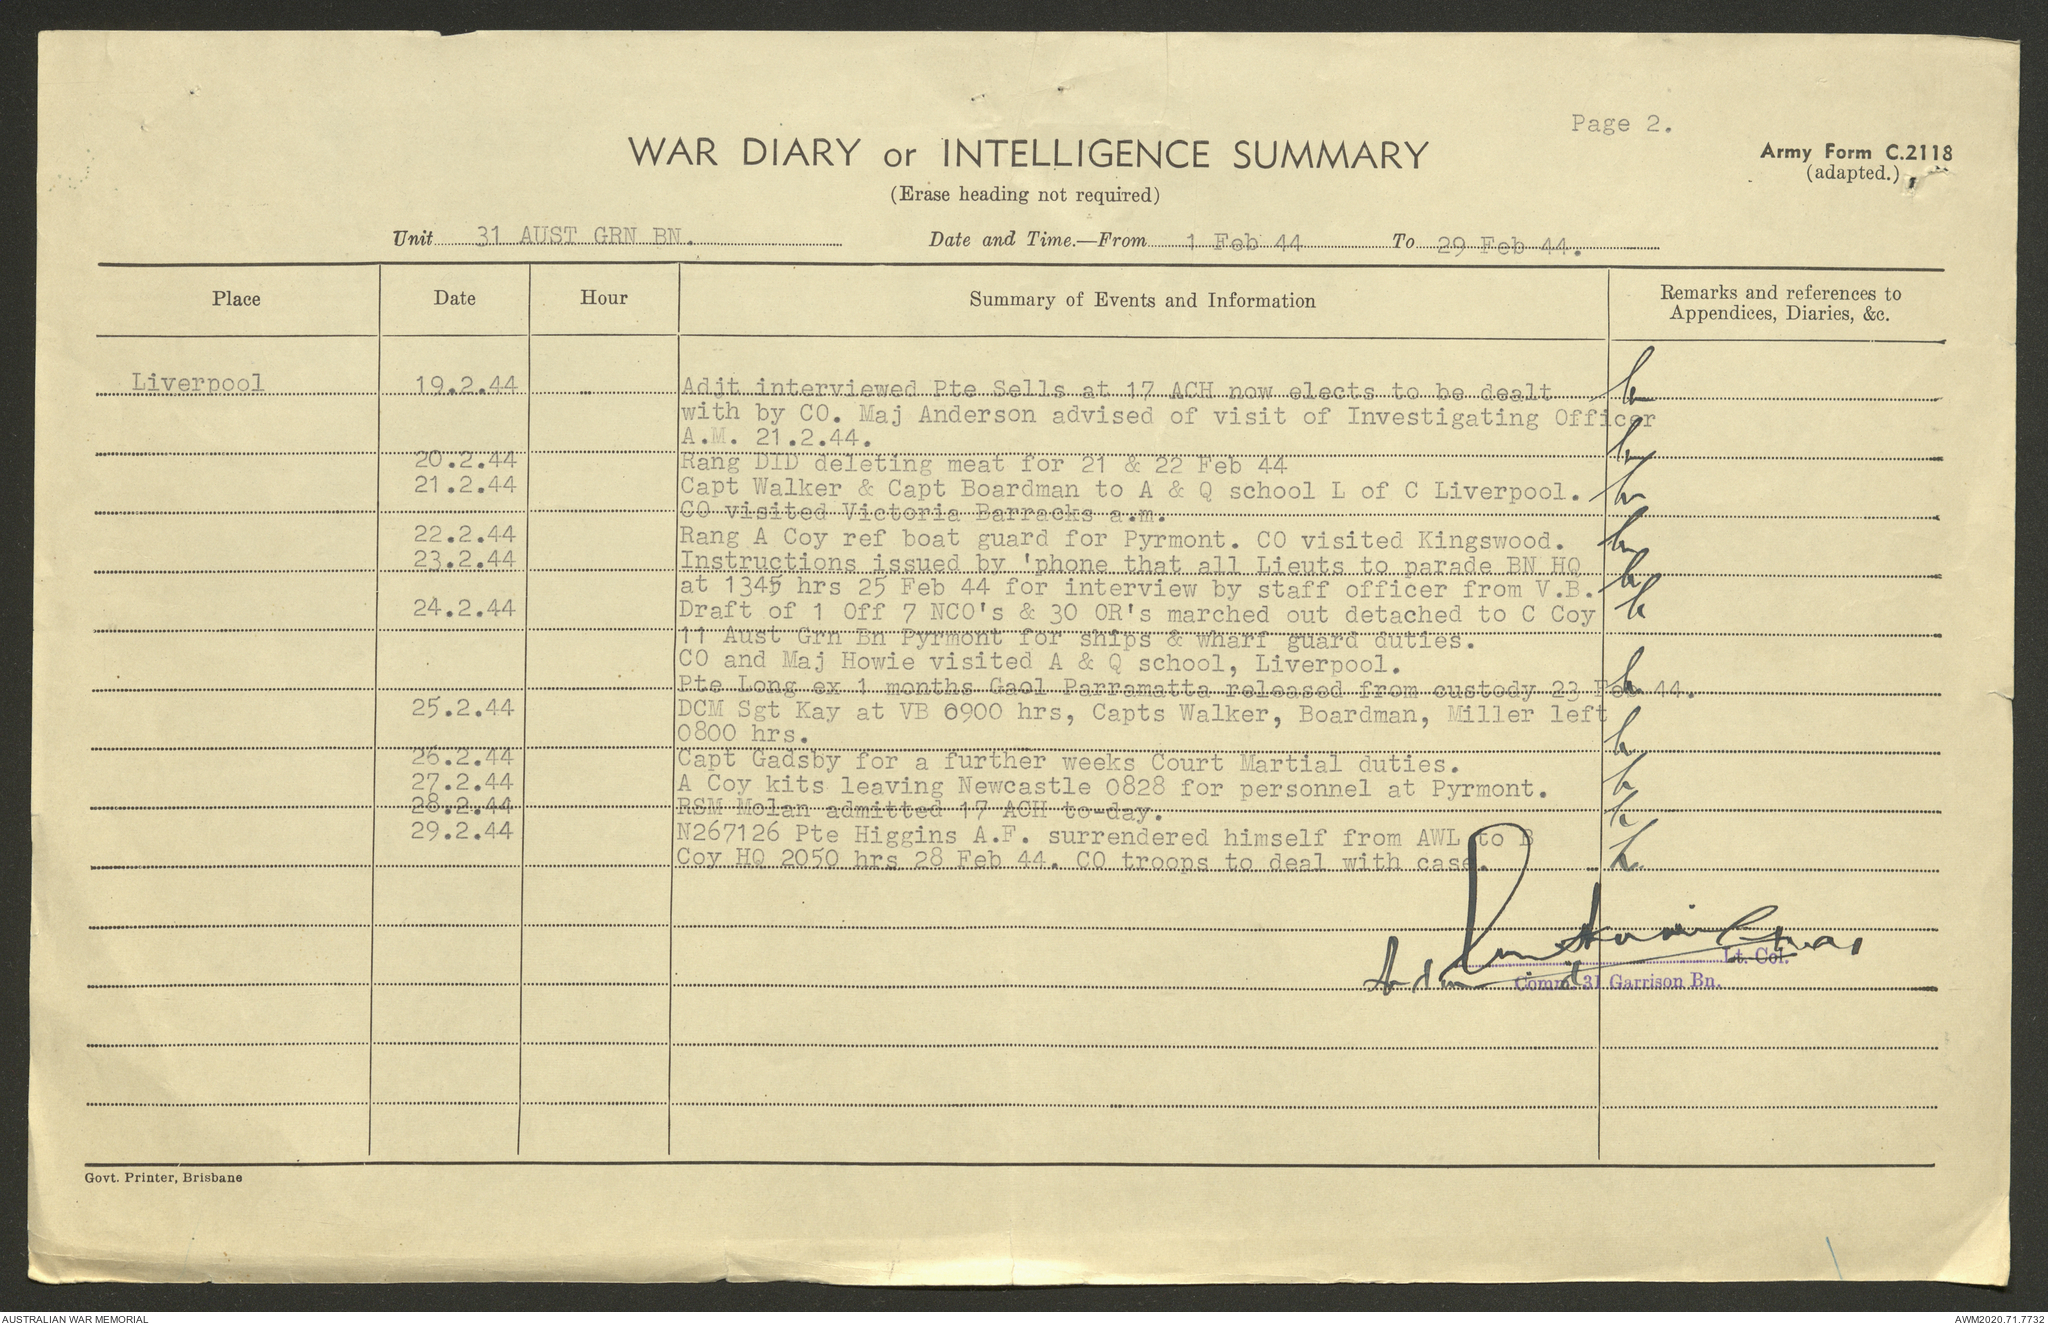 Page 2.
WAR DIARY or INTELLIGENCE SUMMARY
Army Form C.2118
(adapted.)
(Erase heading not required)
Unit 31 AUST GRN BN. Date and Time.—From 1 Feb 44 To 29 Feb 44.
Place Date Hour Summary of Events and Information Remarks and references to
Appendices, Diaries, &c.
Liverpool 19.2.44 Adjt interviewed Pte Sells at 17 ACH now elects to be dealt
with by CO. Maj Anderson advised of visit of Investigating Officer
A.M. 21.2.44.
20.2.44 Rang DID deleting meat for 21 & 22 Feb 44
21.2.44 Capt Walker & Capt Boardman to A & Q school L of C Liverpool.
CO visited Victoria Barracks a.m.
22.2.44 Rang A Coy ref boat guard for Pyrmont. CO visited Kingswood.
23.2.44 Instructions issued by 'phone that all Lieuts to parade BN HQ
at 1345 hrs 25 Feb 44 for interview by staff officer from V.B.
24.2.44 Draft of 1 Off 7 NCO's & 30 OR's marched out detached to C Coy
11 Aust Grn Bn Pyrmont for ships & wharf guard duties.
CO and Maj Howie visited A & Q school, Liverpool.
Pte Long ex 1 months Gaol Parramatta released from custody 23 Feb 44.
25.2.44 DCM Sgt Kay at VB 0900 hrs, Capts Walker, Boardman, Miller left
0800 hrs.
26.2.44 Capt Gadsby for a further weeks Court Martial duties.
27.2.44 A Coy kits leaving Newcastle 0828 for personnel at Pyrmont.
28.2.44 RSM Molan admitted 17 ACH to-day.
29.2.44 N267126 Pte Higgins A.F. surrendered himself from AWL to B
Coy HQ 2050 hrs 28 Feb 44. CO troops to deal with case.
Lt. Col.
Comm 31 Garrison Bn.
Govt. Printer, Brisbane
AUSTRALIAN WAR MEMORIAL AWM2020.71.7732